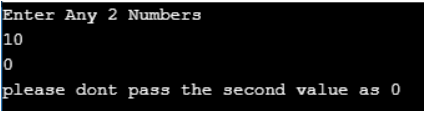 Enter Any 2 Numbers
10
0
please dont pass the second value as 0